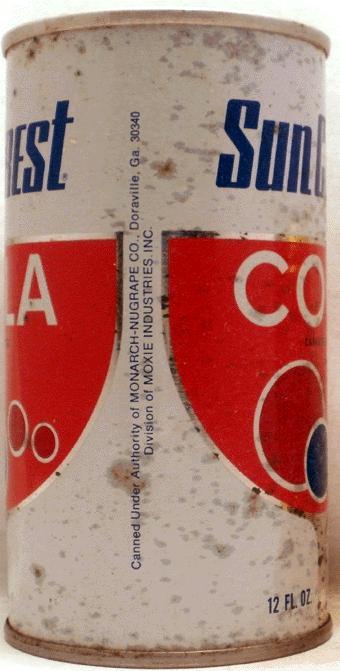 REST
LA
Canned Under Authority of MONARCH-NUGRAPE CO., Doraville, Ga. 30340
Division of MOXIE INDUSTRIES, INC.
Sun C
CO
12 FL. OZ.